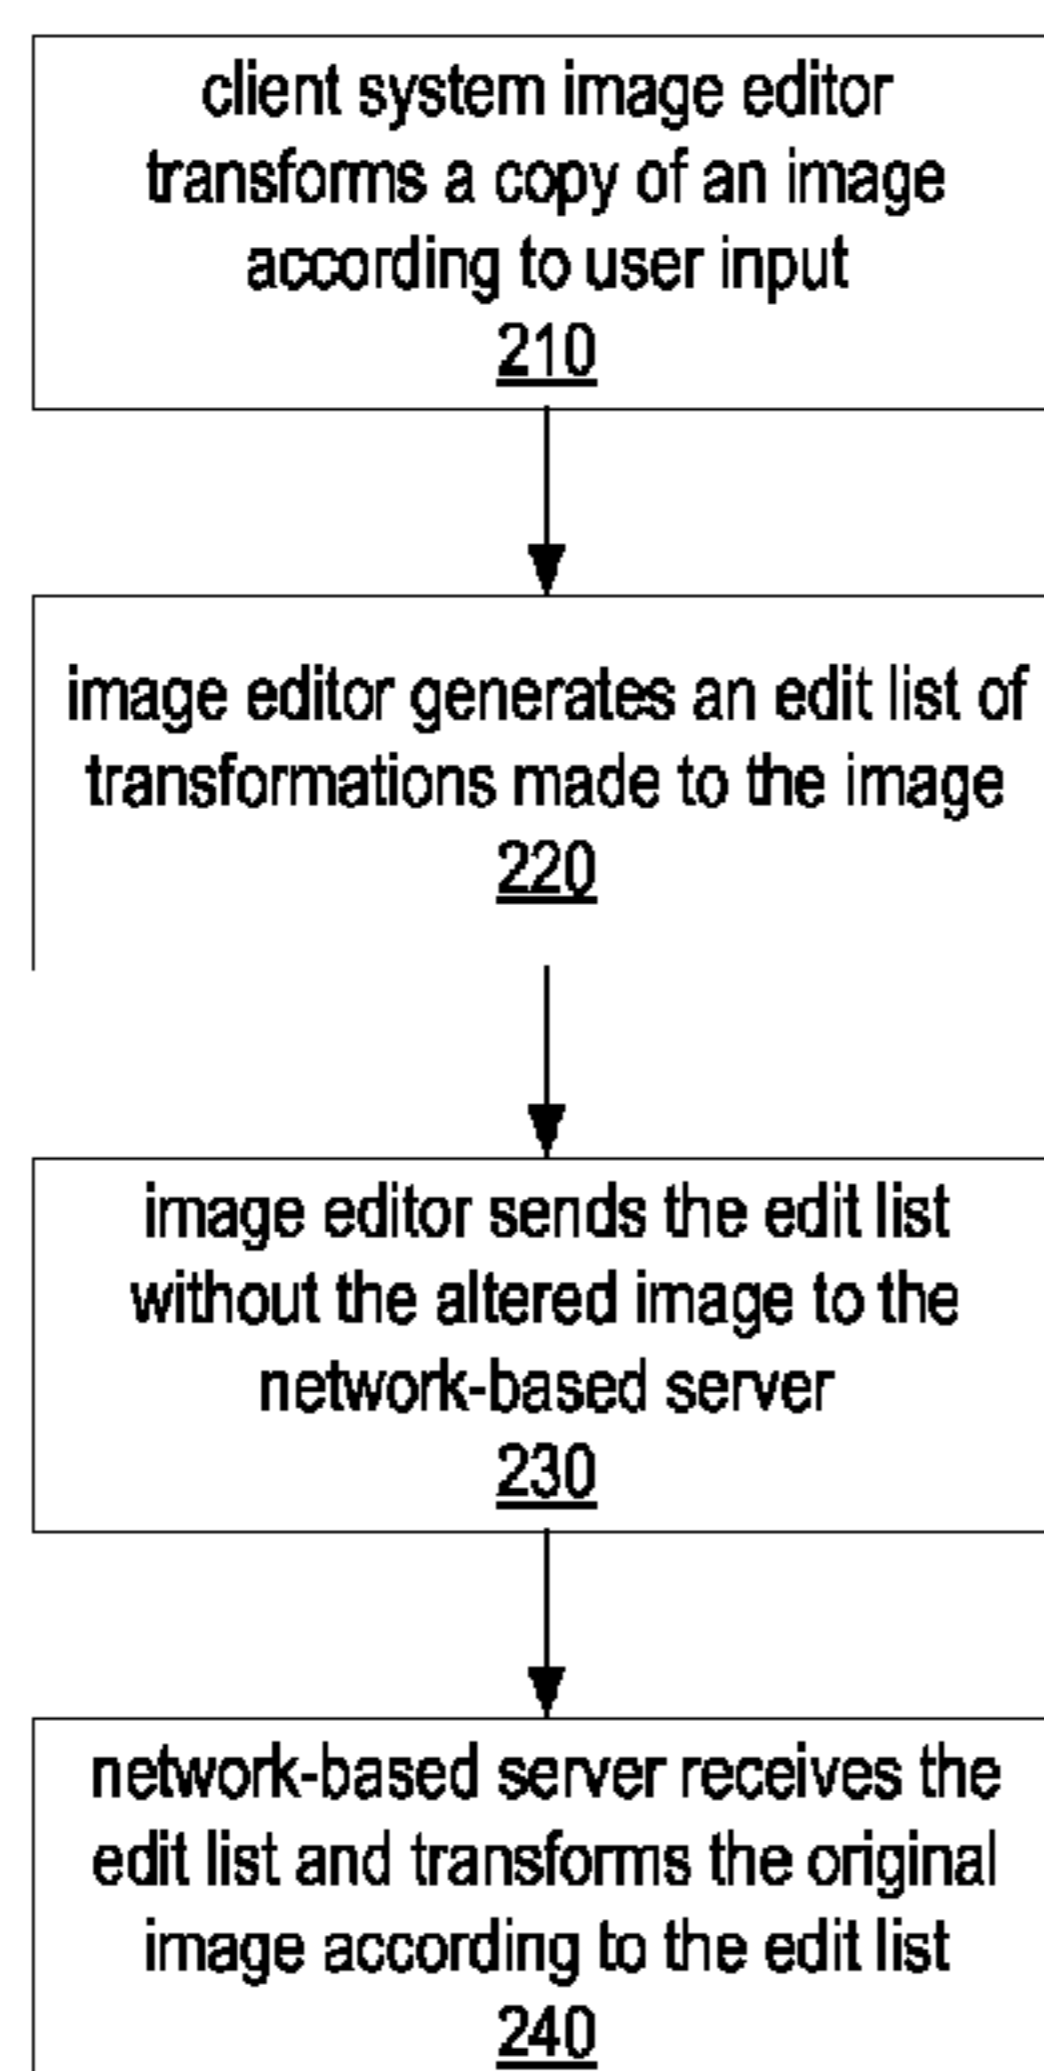 client system image editor
transforms a copy of an image
according to user input
210
image editor generates an edit list of
transformations made to the image
220
image editor sends the edit list
without the altered image to the
network-based server
230
network-based server receives the
edit list and transforms the original
image according to the edit list
240